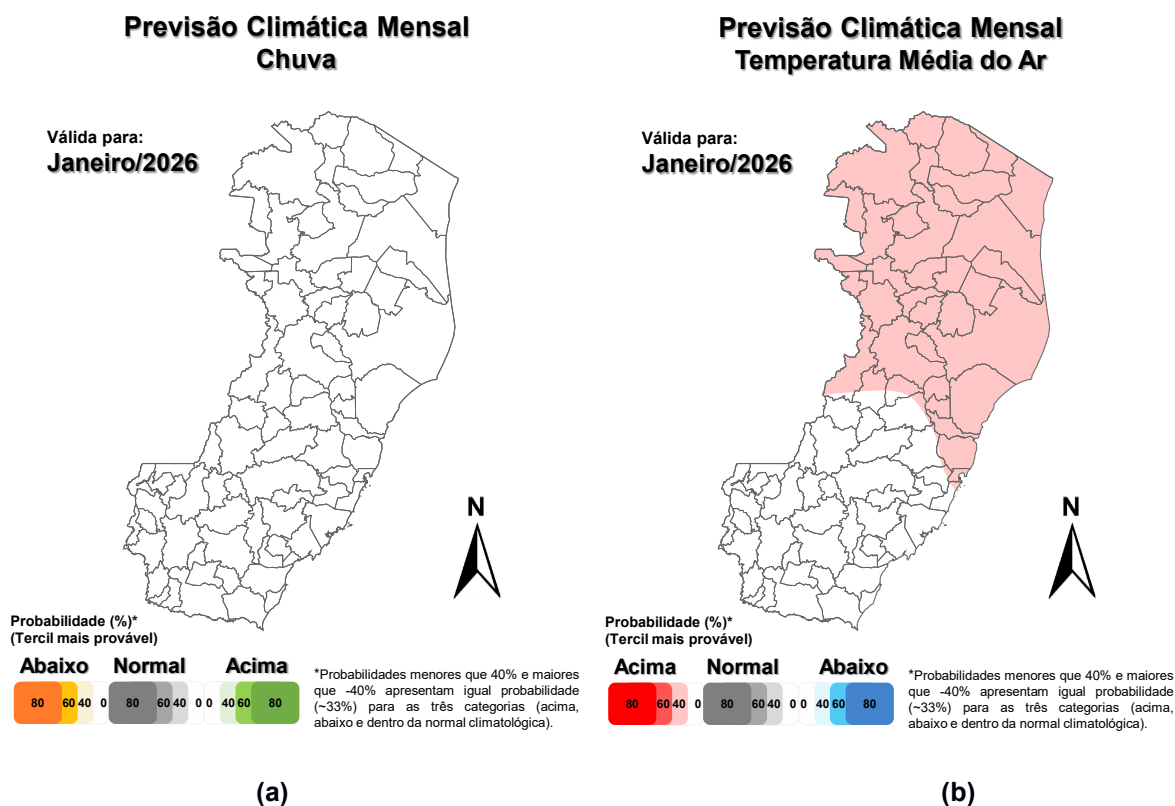 Previsão Climática Mensal
Chuva
Válida para:
Janeiro/2026
N
Probabilidade (%)*
(Tercil mais provável)
Abaixo Normal Acima
80 60 40 0 80 60 40 0 0 40 60 80
*Probabilidades menores que 40% e maiores
que -40% apresentam igual probabilidade
(~33%) para as três categorias (acima,
abaixo e dentro da normal climatológica).
(a)
Previsão Climática Mensal
Temperatura Média do Ar
Válida para:
Janeiro/2026
N
Probabilidade (%)*
(Tercil mais provável)
Acima Normal Abaixo
80 60 40 0 80 60 40 0 0 40 60 80
*Probabilidades menores que 40% e maiores
que -40% apresentam igual probabilidade
(~33%) para as três categorias (acima,
abaixo e dentro da normal climatológica).
(b)